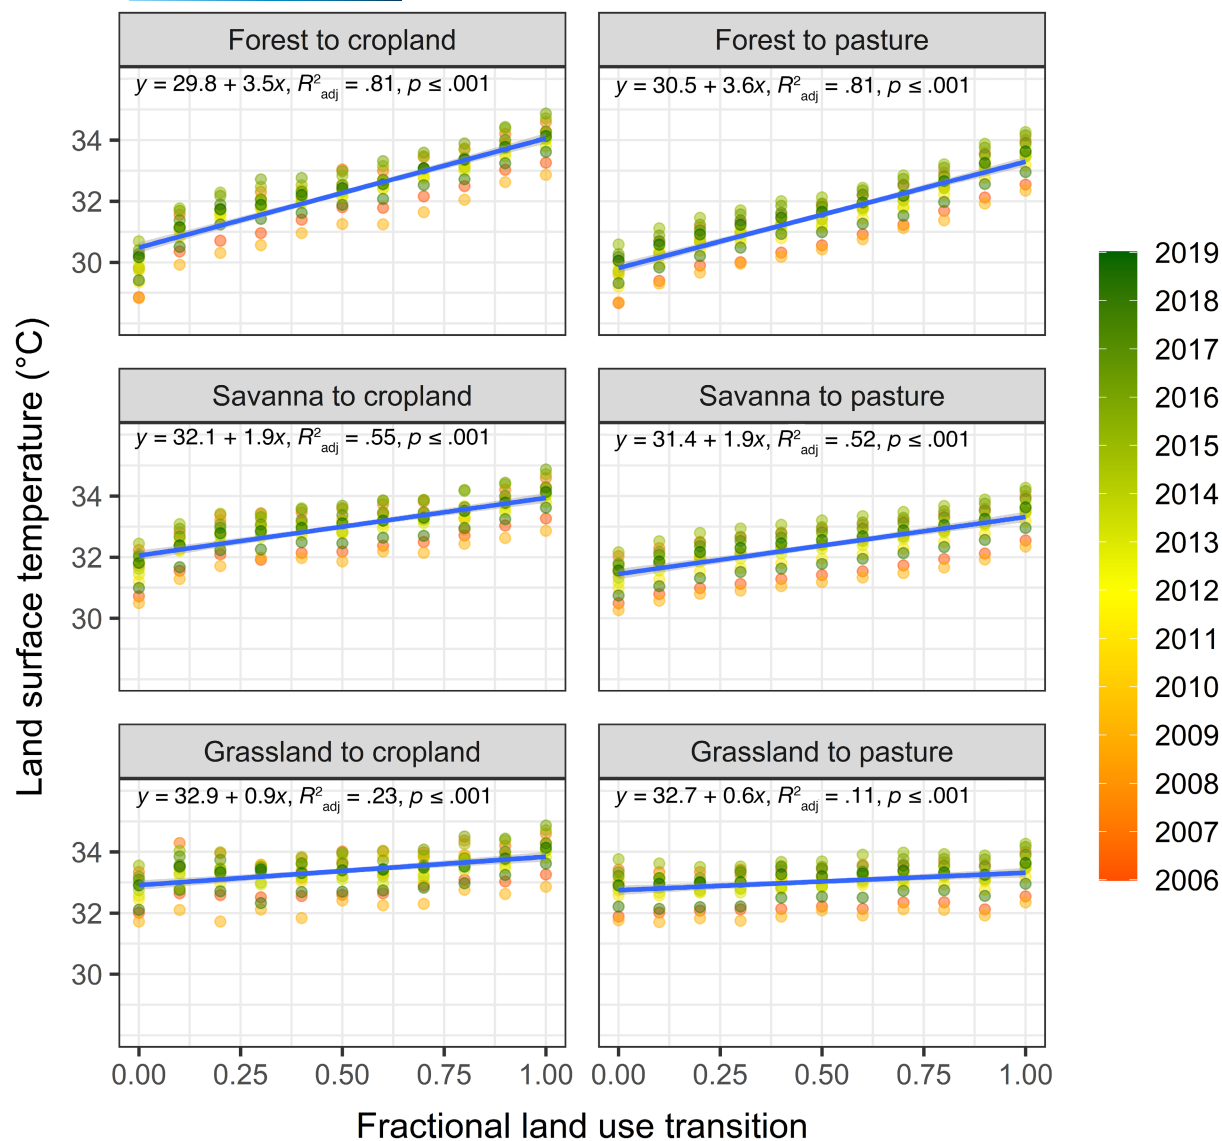 Forest to cropland
Forest to pasture
y = 29.8 + 3.5x, R²adj = .81, p ≤ .001
y = 30.5 + 3.6x, R²adj = .81, p ≤ .001
34
32
30
Savanna to cropland
Savanna to pasture
y = 32.1 + 1.9x, R²adj = .55, p ≤ .001
y = 31.4 + 1.9x, R²adj = .52, p ≤ .001
34
32
30
Grassland to cropland
Grassland to pasture
y = 32.9 + 0.9x, R²adj = .23, p ≤ .001
y = 32.7 + 0.6x, R²adj = .11, p ≤ .001
34
32
30
0.00 0.25 0.50 0.75 1.00
0.00 0.25 0.50 0.75 1.00
Fractional land use transition
Land surface temperature (°C)
2019
2018
2017
2016
2015
2014
2013
2012
2011
2010
2009
2008
2007
2006